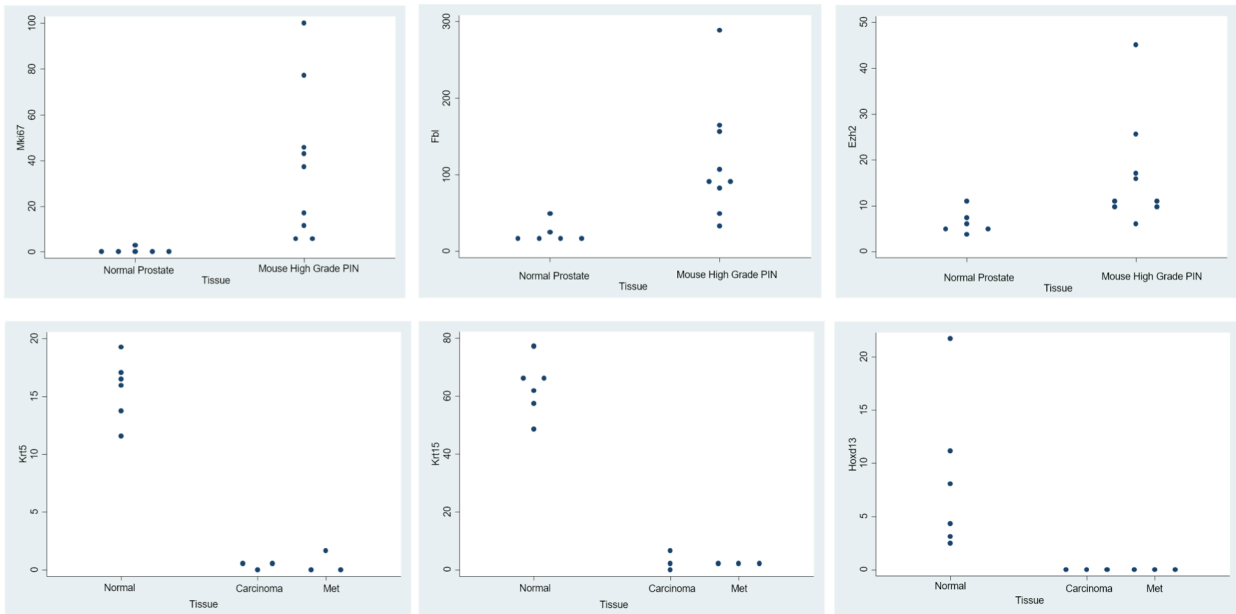 Mki67
100
80
60
40
20
0
Normal Prostate
Mouse High Grade PIN
Tissue
Fbl
300
200
100
0
Normal Prostate
Mouse High Grade PIN
Tissue
Ezh2
50
40
30
20
10
0
Normal Prostate
Mouse High Grade PIN
Tissue
Krt5
20
15
10
5
0
Normal
Carcinoma
Met
Tissue
Krt15
80
60
40
20
0
Normal
Carcinoma
Met
Tissue
Hoxd13
20
15
10
5
0
Normal
Carcinoma
Met
Tissue